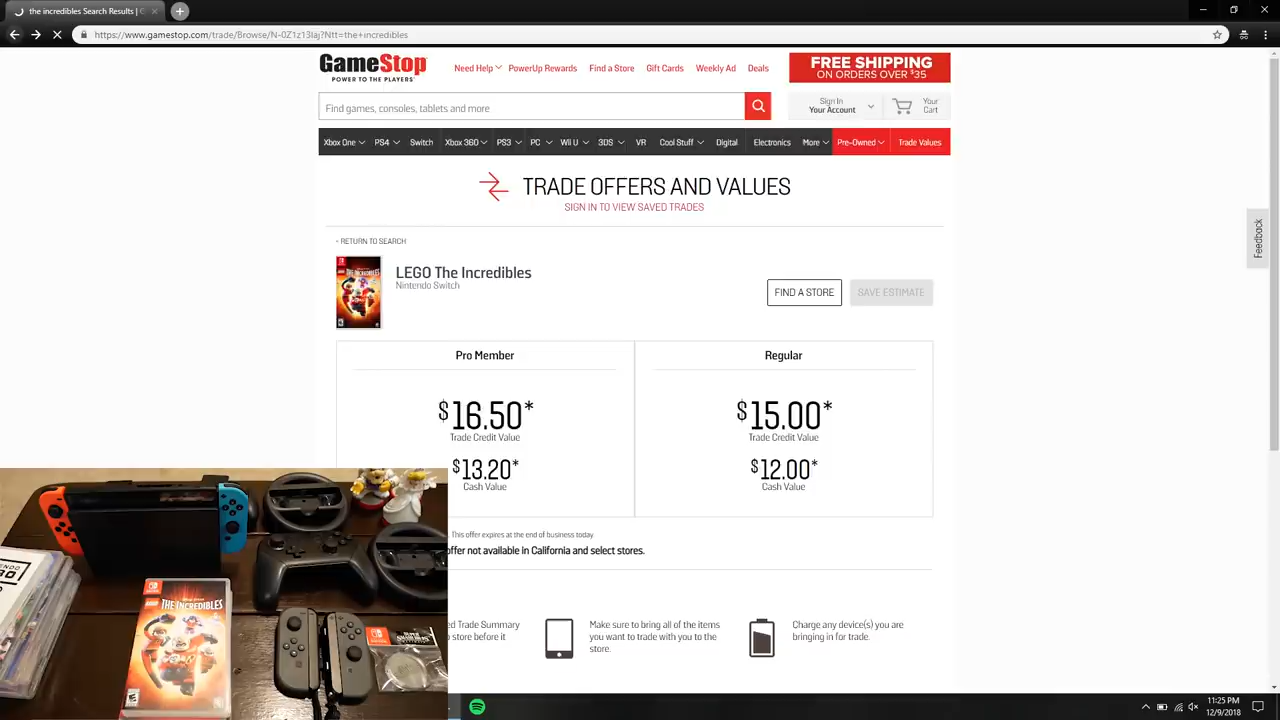 the incredibles - Switch
https://www.gamestop.com/trade/Browse/N-0Z1z13laj?Ntt=the+incredibles
GameStop
POWER TO THE PLAYERS
Need Help
PowerUp Rewards
Find a Store
Gift Cards
Weekly Ad
Deals
FREE SHIPPING
ON ORDERS OVER $35
Find games, consoles, tablets and more
Sign In
Your Account
Your
Cart
Xbox One
PS4
Switch
Xbox 360
PS3
PC
Wii U
3DS
VR
Cool Stuff
Digital
Electronics
More
Pre-Owned
Trade Values
TRADE OFFERS AND VALUES
SIGN IN TO VIEW SAVED TRADES
RETURN TO SEARCH
LEGO The Incredibles
Nintendo Switch
FIND A STORE
SAVE ESTIMATE
THE INCREDIBLES
Pro Member
Regular
$16.50*
Trade Credit Value
$13.20*
Cash Value
$15.00*
Trade Credit Value
$12.00*
Cash Value
This offer expires at the end of business today
offer not available in California and select stores.
ed Trade Summary
store before it
Make sure to bring all of the items
you want to trade with you to the
store.
Charge any device(s) you are
bringing in for trade.
LEGO
THE INCREDIBLES
Feedback
11:25 PM
12/9/2018